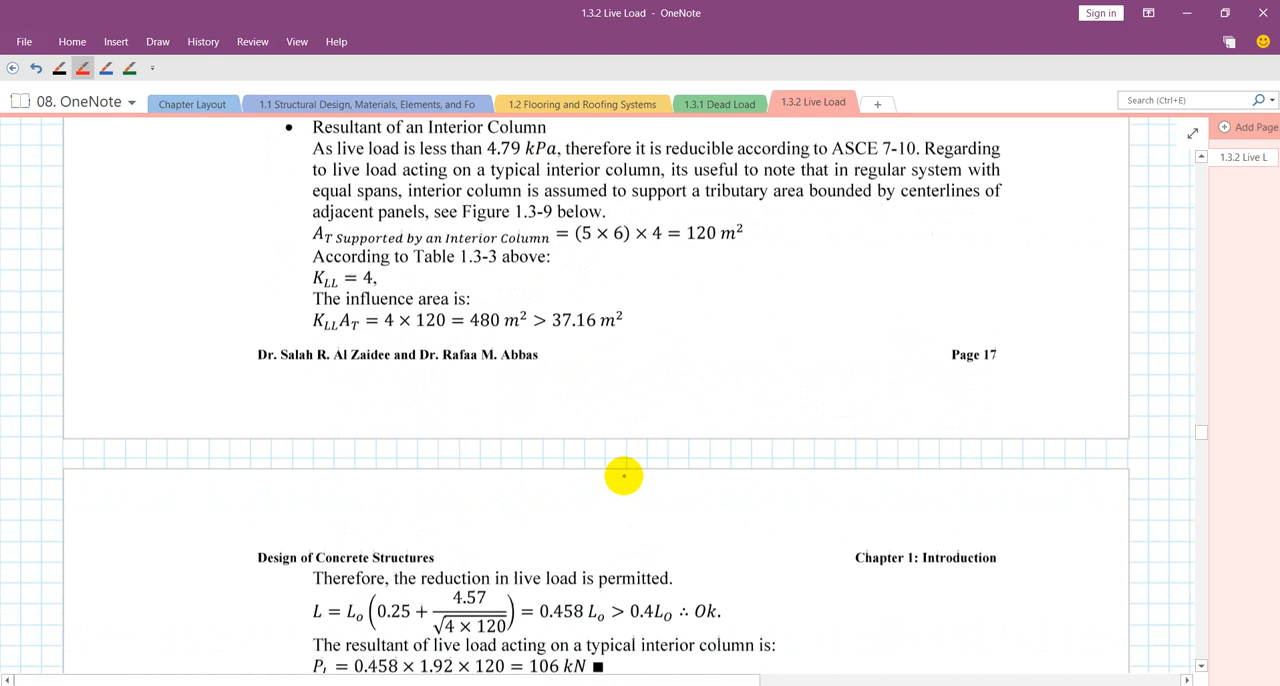 1.3.2 Live Load - OneNote
Sign in
File Home Insert Draw History Review View Help
08. OneNote
Chapter Layout
1.1 Structural Design, Materials, Elements, and Fo
1.2 Flooring and Roofing Systems
1.3.1 Dead Load
1.3.2 Live Load
+
Search (Ctrl+E)
Add Page
1.3.2 Live L
• Resultant of an Interior Column
As live load is less than 4.79 kPa, therefore it is reducible according to ASCE 7-10. Regarding
to live load acting on a typical interior column, its useful to note that in regular system with
equal spans, interior column is assumed to support a tributary area bounded by centerlines of
adjacent panels, see Figure 1.3-9 below.
A_{T Supported by an Interior Column} = (5 × 6) × 4 = 120 m²
According to Table 1.3-3 above:
K_{LL} = 4,
The influence area is:
K_{LL}A_T = 4 × 120 = 480 m² > 37.16 m²
Dr. Salah R. Al Zaidee and Dr. Rafaa M. Abbas
Page 17
Design of Concrete Structures
Chapter 1: Introduction
Therefore, the reduction in live load is permitted.
L = L_o (0.25 + 4.57/√(4 × 120)) = 0.458 L_o > 0.4L_o ∴ Ok.
The resultant of live load acting on a typical interior column is:
P_L = 0.458 × 1.92 × 120 = 106 kN ■